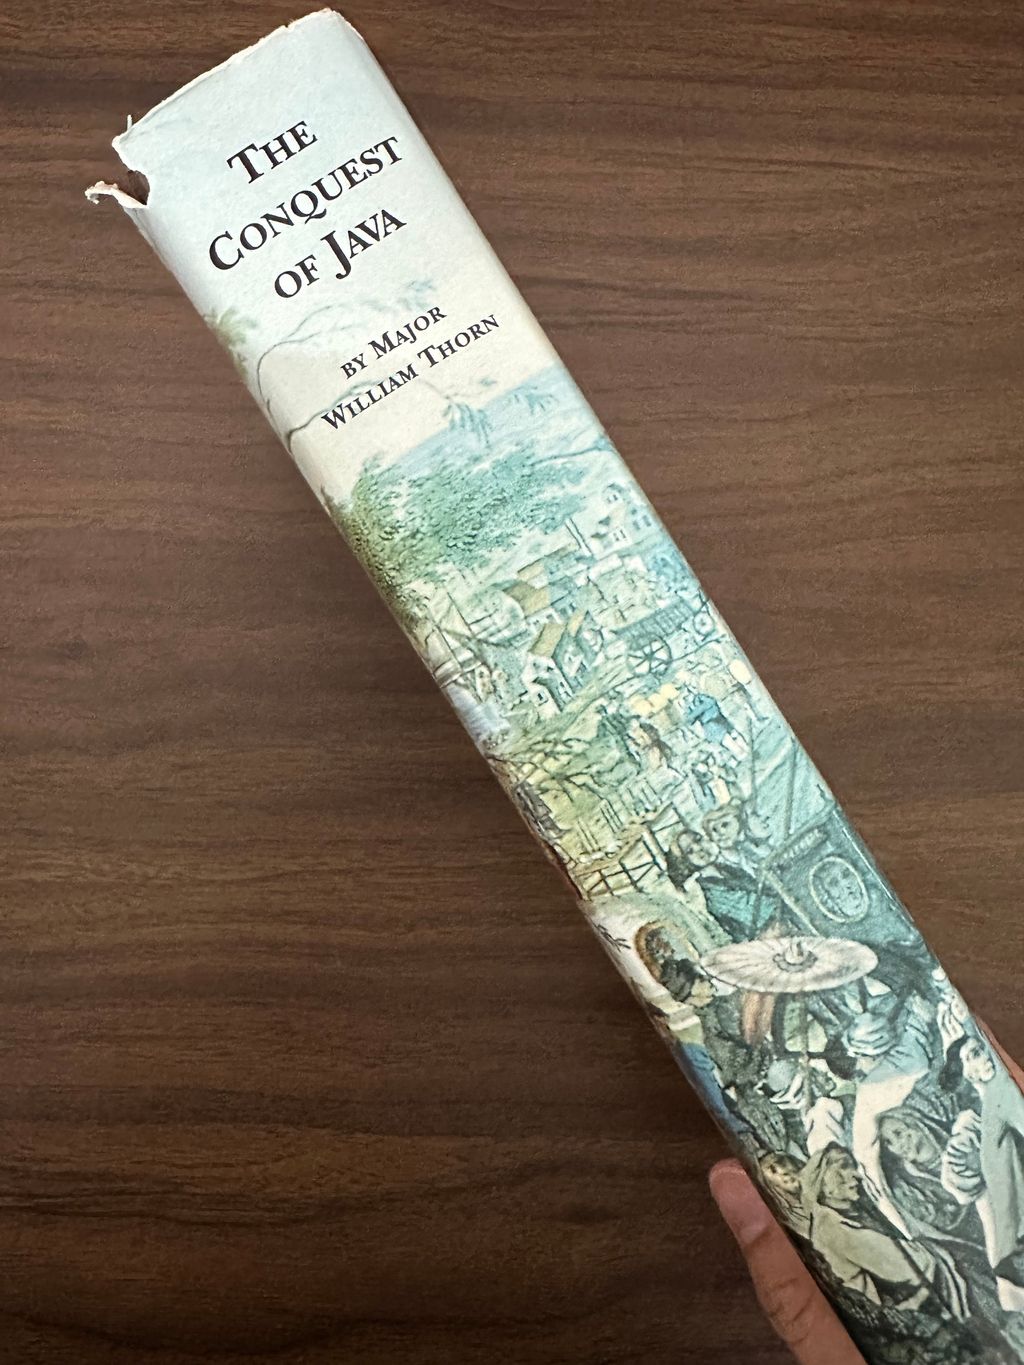 THE
CONQUEST
OF JAVA
BY MAJOR
WILLIAM THORN